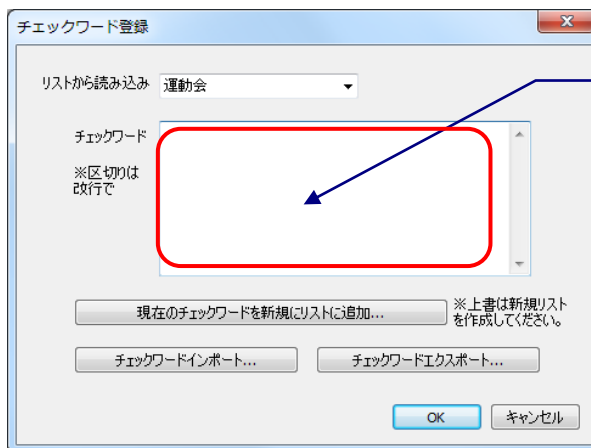 チェックワード登録
リストから読み込み 運動会
チェックワード
※区切りは
改行で
現在のチェックワードを新規にリストに追加...
※上書は新規リスト
を作成してください。
チェックワードインポート... チェックワードエクスポート...
OK キャンセル